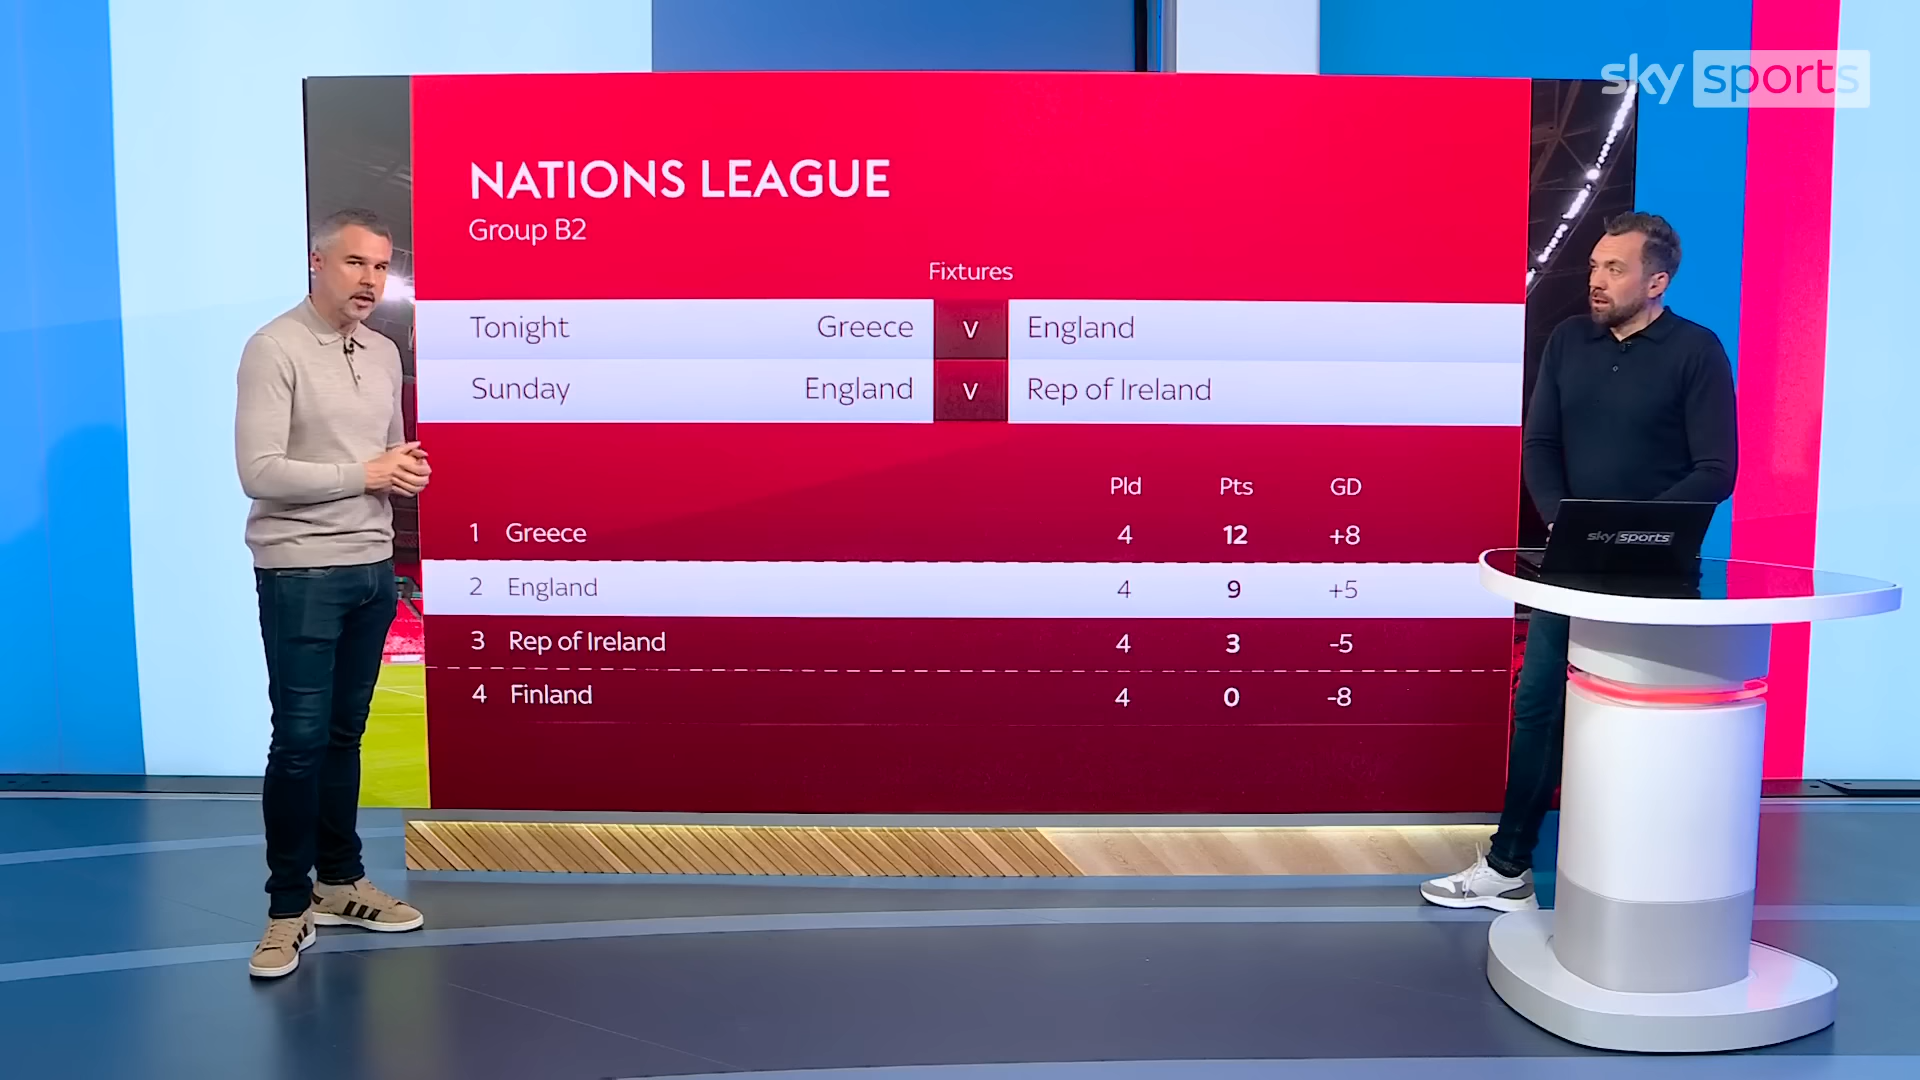 sky sports
NATIONS LEAGUE
Group B2
Fixtures
Tonight Greece v England
Sunday England v Rep of Ireland
Pld Pts GD
1 Greece 4 12 +8
2 England 4 9 +5
3 Rep of Ireland 4 3 -5
4 Finland 4 0 -8
sky sports